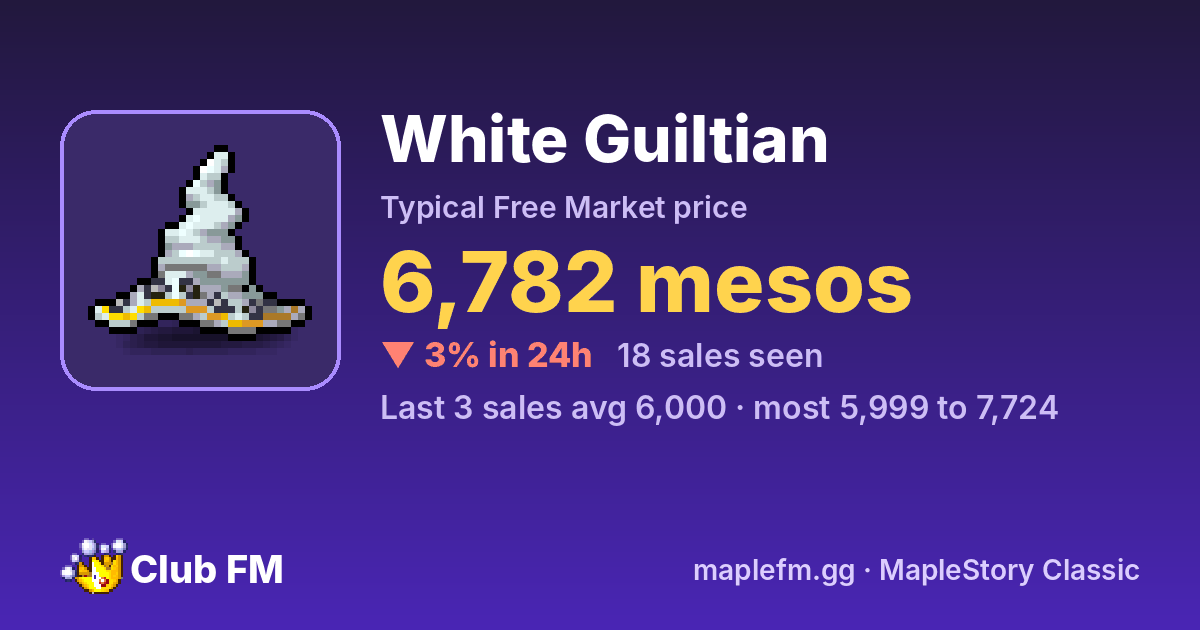 White Guiltian
Typical Free Market price
6,782 mesos
▼ 3% in 24h 18 sales seen
Last 3 sales avg 6,000 · most 5,999 to 7,724
Club FM
maplefm.gg · MapleStory Classic